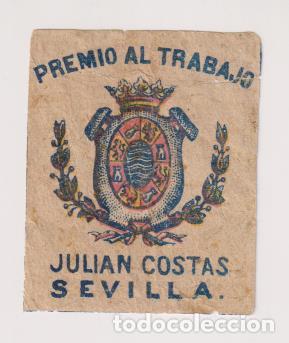 PREMIO AL TRABAJO
JULIAN COSTAS
SEVILLA.
todocoleccion.net